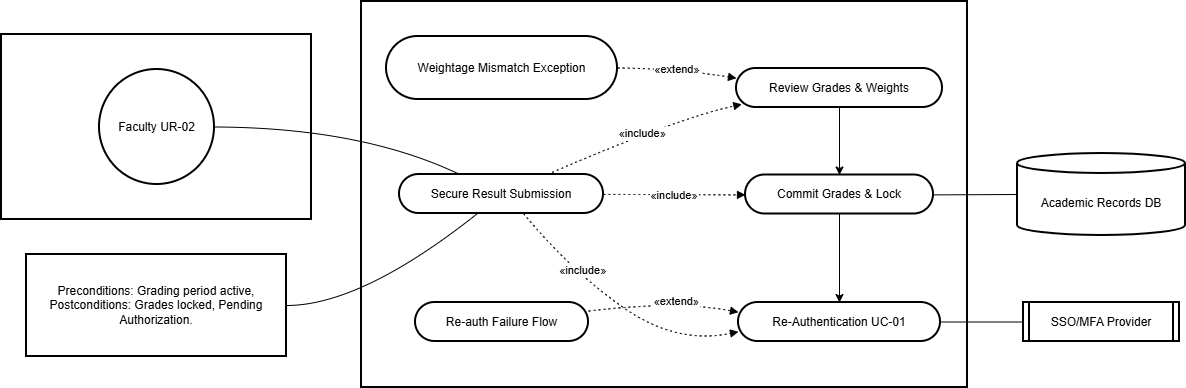 Weightage Mismatch Exception
«extend»
Review Grades & Weights
Faculty UR-02
«include»
Secure Result Submission
«include»
Commit Grades & Lock
Academic Records DB
«include»
Preconditions: Grading period active,
Postconditions: Grades locked, Pending
Authorization.
«extend»
Re-auth Failure Flow
Re-Authentication UC-01
SSO/MFA Provider